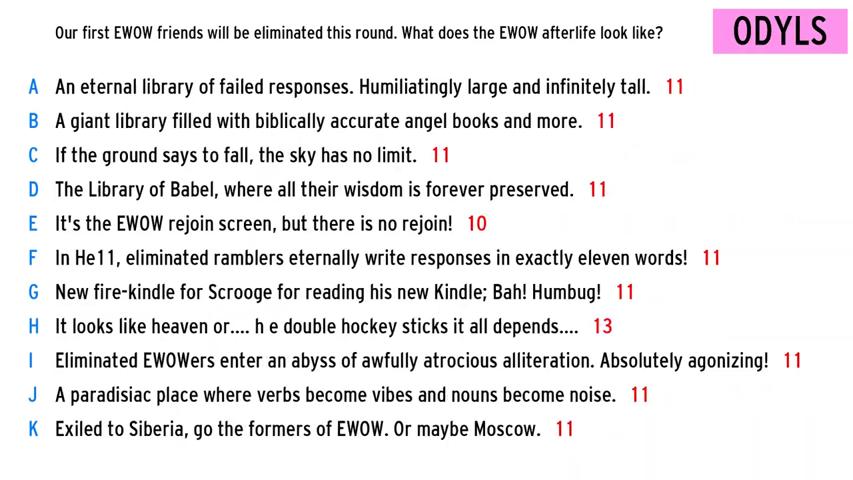 Our first EWOW friends will be eliminated this round. What does the EWOW afterlife look like?
ODYLS
A An eternal library of failed responses. Humiliatingly large and infinitely tall. 11
B A giant library filled with biblically accurate angel books and more. 11
C If the ground says to fall, the sky has no limit. 11
D The Library of Babel, where all their wisdom is forever preserved. 11
E It's the EWOW rejoin screen, but there is no rejoin! 10
F In He11, eliminated ramblers eternally write responses in exactly eleven words! 11
G New fire-kindle for Scrooge for reading his new Kindle; Bah! Humbug! 11
H It looks like heaven or.... h e double hockey sticks it all depends.... 13
I Eliminated EWOWers enter an abyss of awfully atrocious alliteration. Absolutely agonizing! 11
J A paradisiac place where verbs become vibes and nouns become noise. 11
K Exiled to Siberia, go the formers of EWOW. Or maybe Moscow. 11